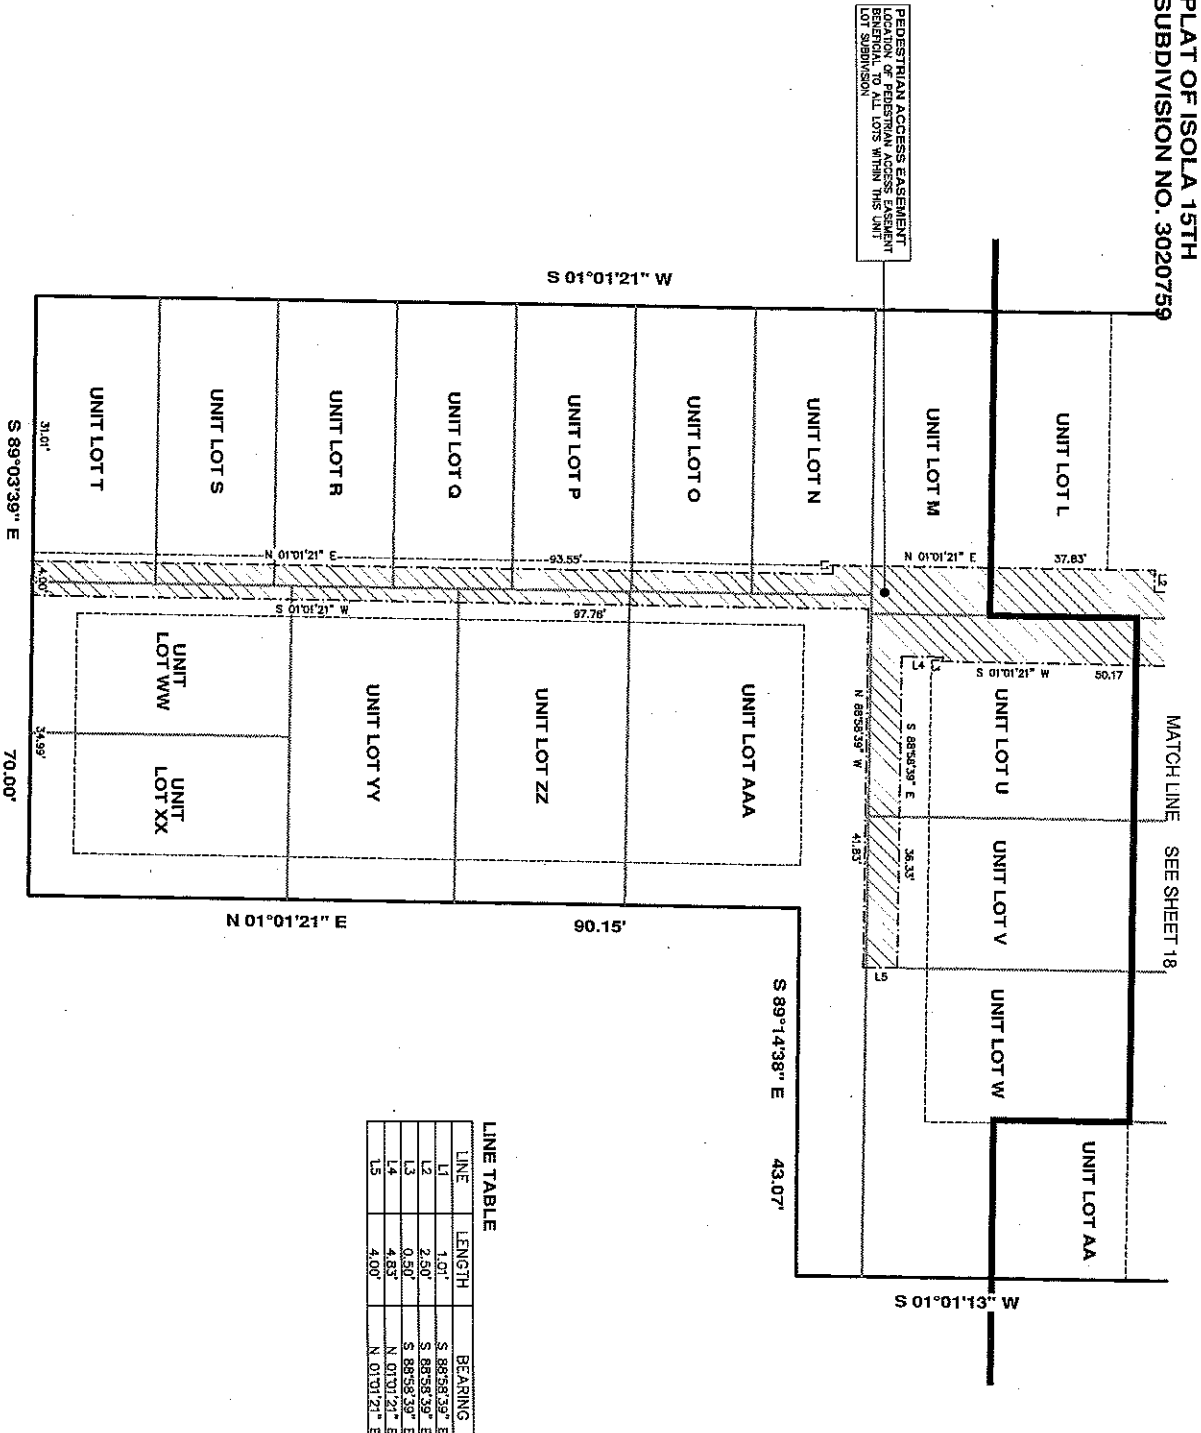 PLAT OF ISOLA 15TH
SUBDIVISION NO. 3020759
PEDESTRIAN ACCESS EASEMENT
LOCATION OF PEDESTRIAN ACCESS EASEMENT
BENEFICIAL TO ALL LOTS WITHIN THIS UNIT
LOT SUBDIVISION
MATCH LINE SEE SHEET 18
S 01°01'21" W
UNIT LOT L
37.83'
L2
UNIT LOT M
N 01°01'21" E
UNIT LOT N
L1
UNIT LOT O
UNIT LOT P
93.55'
UNIT LOT Q
UNIT LOT R
N 01°01'21" E
UNIT LOT S
UNIT LOT T
31.01'
4.00'
S 01°01'21" W
97.76'
50.17
S 01°01'21" W
L3
L4
UNIT LOT U
S 88°58'39" E 36.33'
N 88°58'39" W 41.83'
L5
UNIT LOT V
UNIT LOT W
UNIT LOT AA
UNIT LOT AAA
UNIT LOT ZZ
UNIT LOT YY
UNIT
LOT WW
UNIT
LOT XX
34.99'
S 89°03'39" E 70.00'
N 01°01'21" E 90.15'
S 89°14'38" E 43.07'
S 01°01'13" W
LINE TABLE
LINE LENGTH BEARING
L1 1.01' S 88°58'39" E
L2 2.50' S 88°58'39" E
L3 0.50' S 88°58'39" E
L4 4.83' N 01°01'21" E
L5 4.00' N 01°01'21" E